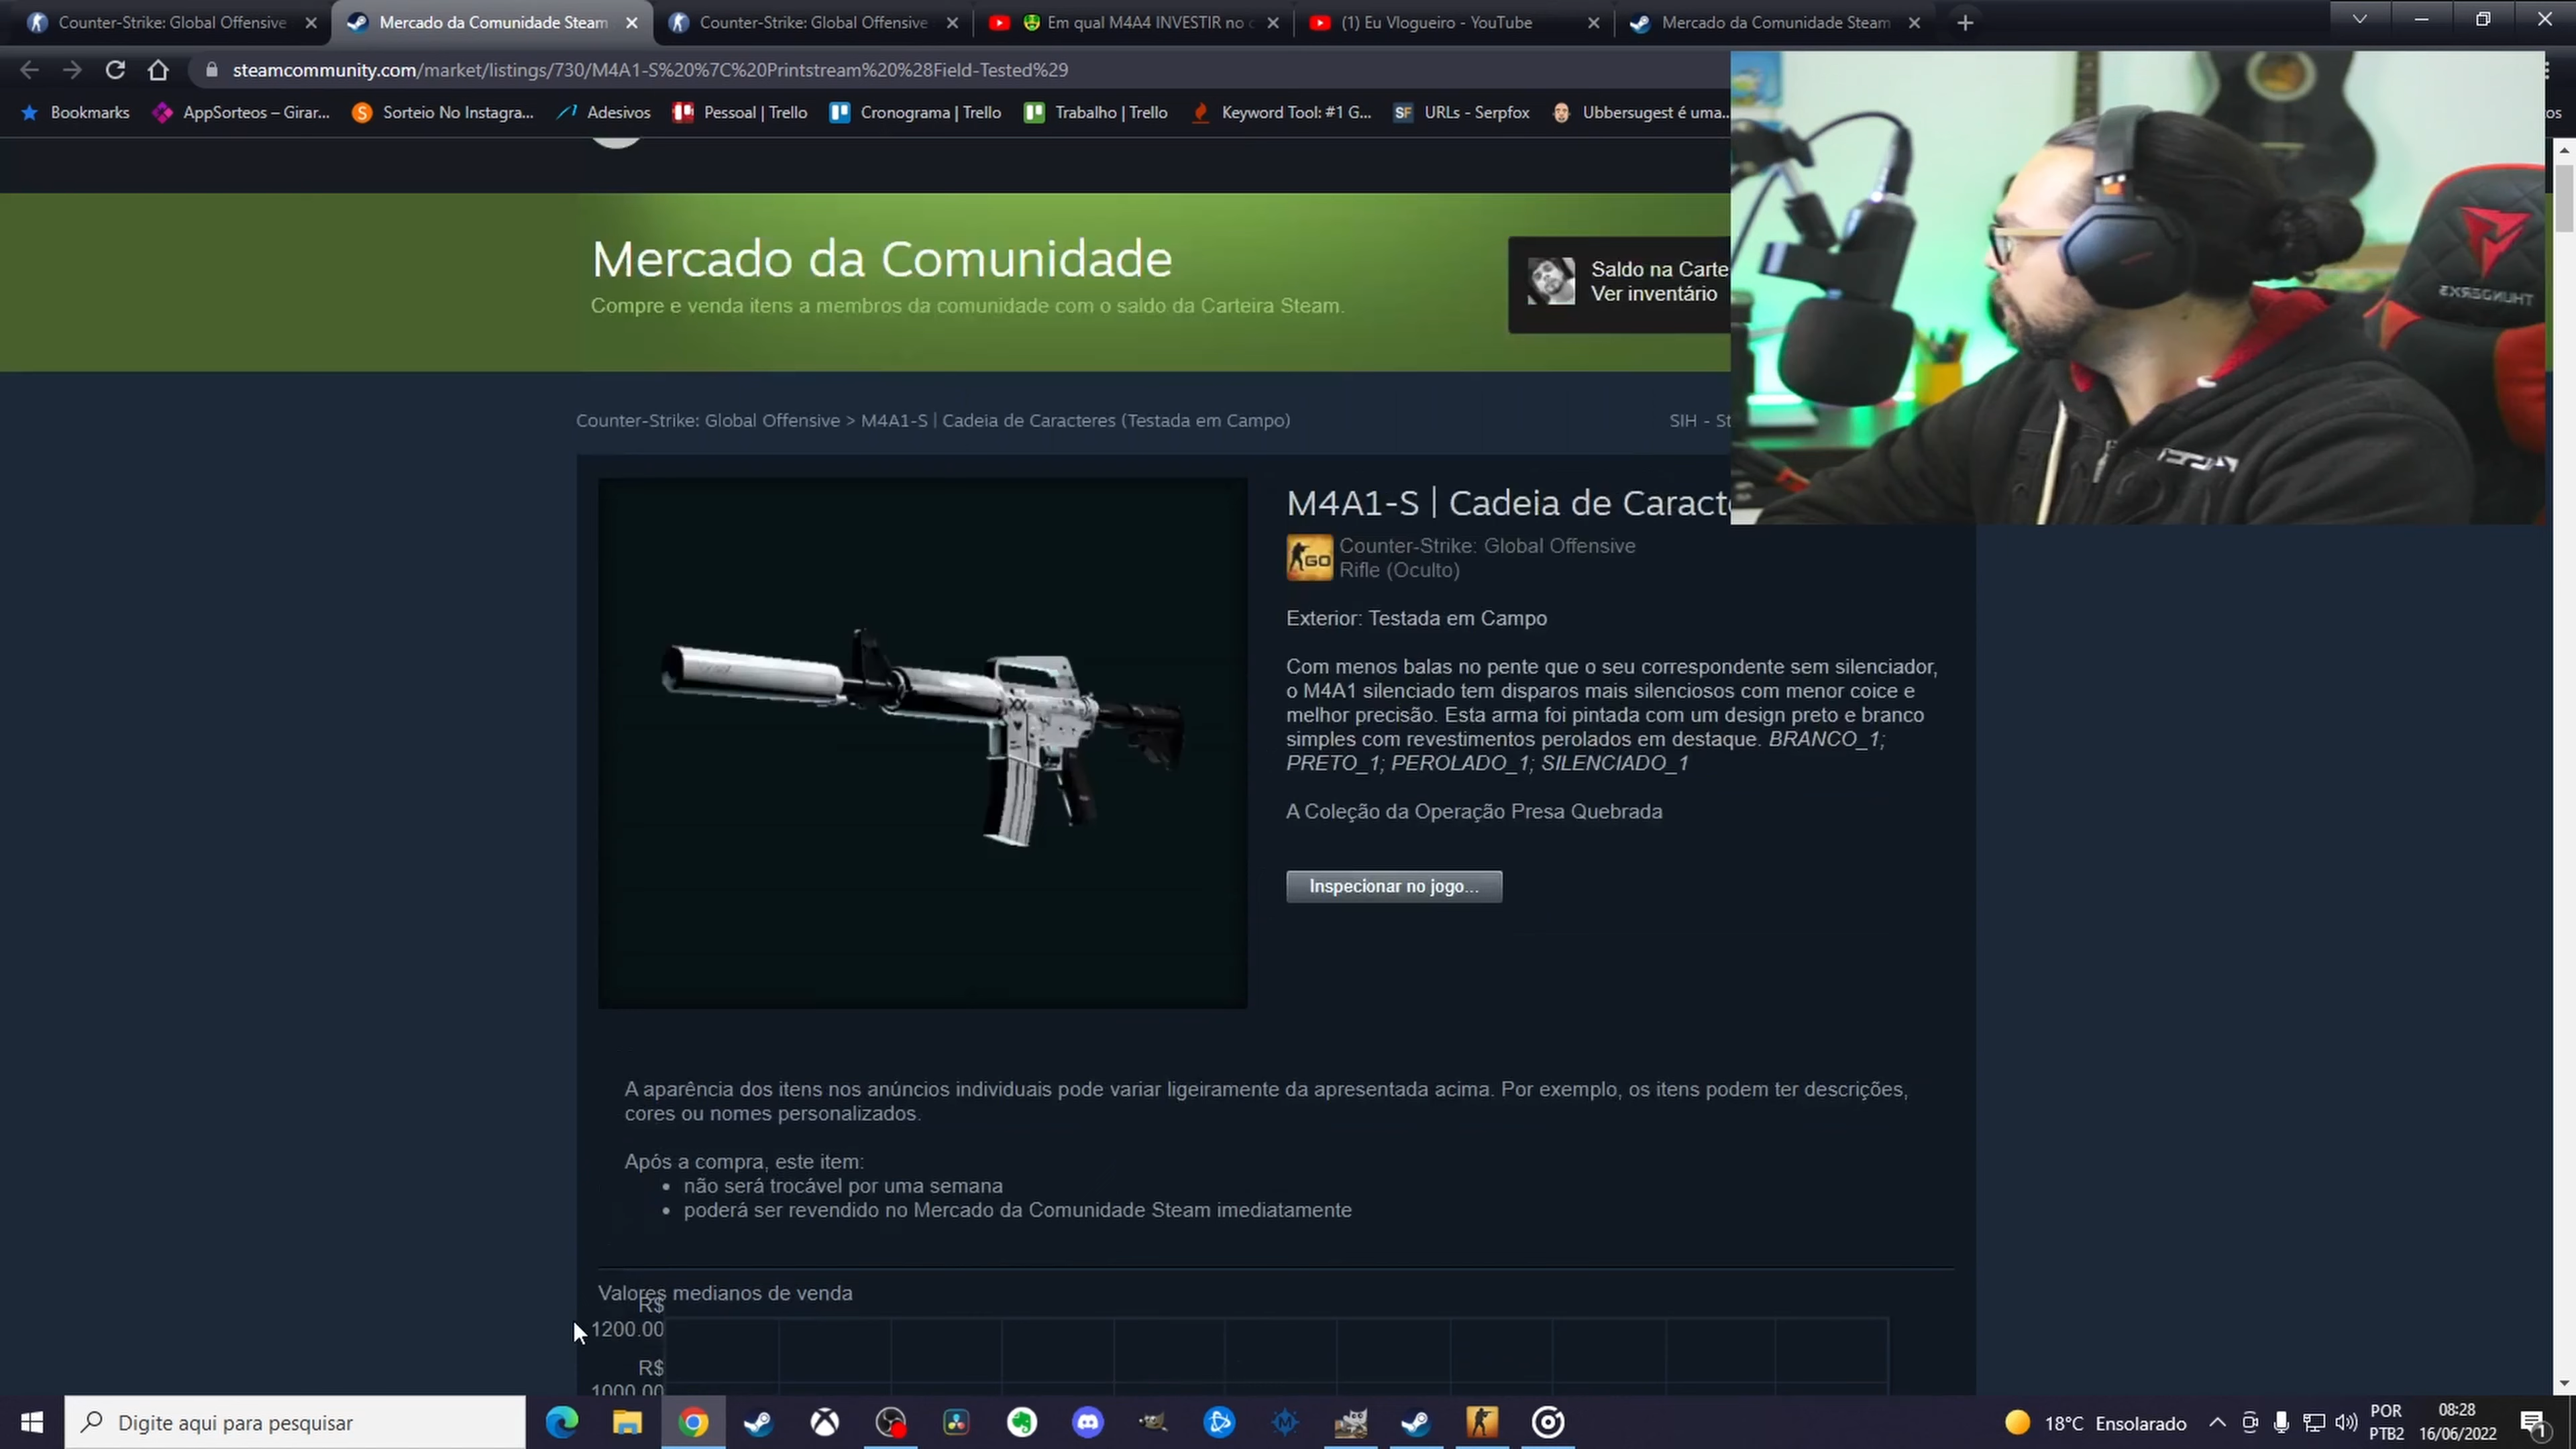 Counter-Strike: Global Offensive
Mercado da Comunidade Steam
Counter-Strike: Global Offensive
Em qual M4A4 INVESTIR no
(1) Eu Vlogueiro - YouTube
Mercado da Comunidade Steam
steamcommunity.com/market/listings/730/M4A1-S%20%7C%20Printstream%20%28Field-Tested%29
Bookmarks
AppSorteos – Girar...
Sorteio No Instagra...
Adesivos
Pessoal | Trello
Cronograma | Trello
Trabalho | Trello
Keyword Tool: #1 G...
SF URLs - Serpfox
Ubbersugest é uma...
os
Mercado da Comunidade
Compre e venda itens a membros da comunidade com o saldo da Carteira Steam.
Saldo na Carte
Ver inventário
THUNDERX3
Counter-Strike: Global Offensive > M4A1-S | Cadeia de Caracteres (Testada em Campo)
SIH - St
M4A1-S | Cadeia de Caracte
GO
Counter-Strike: Global Offensive
Rifle (Oculto)
Exterior: Testada em Campo
Com menos balas no pente que o seu correspondente sem silenciador,
o M4A1 silenciado tem disparos mais silenciosos com menor coice e
melhor precisão. Esta arma foi pintada com um design preto e branco
simples com revestimentos perolados em destaque. BRANCO_1;
PRETO_1; PEROLADO_1; SILENCIADO_1
A Coleção da Operação Presa Quebrada
Inspecionar no jogo...
A aparência dos itens nos anúncios individuais pode variar ligeiramente da apresentada acima. Por exemplo, os itens podem ter descrições,
cores ou nomes personalizados.
Após a compra, este item:
• não será trocável por uma semana
• poderá ser revendido no Mercado da Comunidade Steam imediatamente
Valores medianos de venda
R$
1200.00
R$
1000.00
Digite aqui para pesquisar
18°C Ensolarado
POR
PTB2
08:28
16/06/2022
1